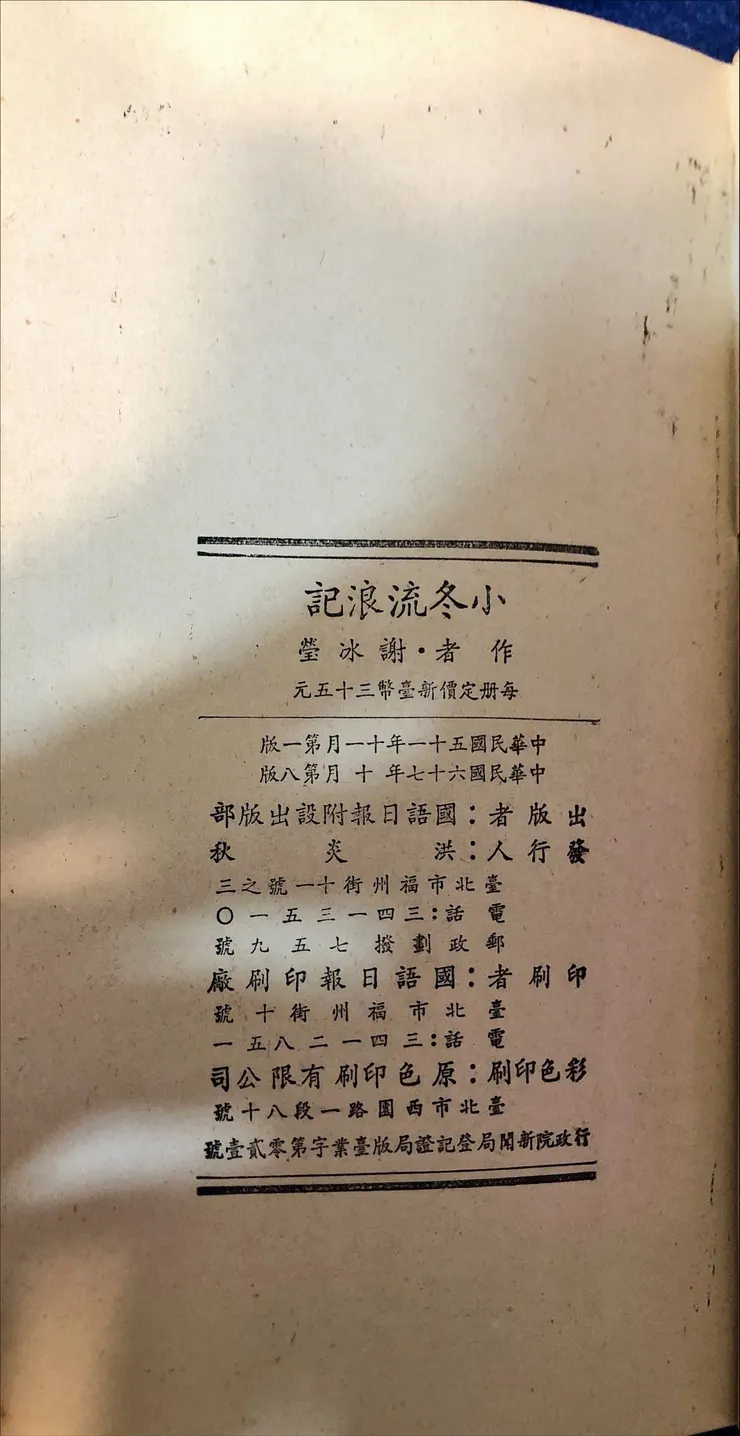 小冬流浪記
作者·謝冰瑩
每册定價新臺幣三十五元
中華民國五十一年十一月第一版
中華民國六十七年十月第八版
出版者：國語日報附設出版部
發行人：洪炎秋
臺北市福州街十一號之三
電話：三四一三五一〇
郵政劃撥七五九號
印刷者：國語日報印刷廠
臺北市福州街十號
電話：三四一二八五一
彩色印刷：原色印刷有限公司
臺北市西園路一段八十號
行政院新聞局登記證局版臺業字第零貳壹號